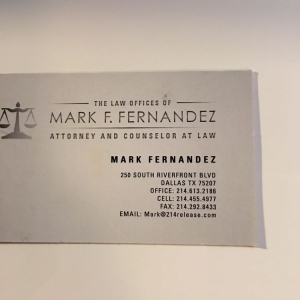 THE LAW OFFICES OF
MARK F. FERNANDEZ
ATTORNEY AND COUNSELOR AT LAW
MARK FERNANDEZ
250 SOUTH RIVERFRONT BLVD
DALLAS TX 75207
OFFICE: 214.613.2186
CELL: 214.455.4977
FAX: 214.292.8433
EMAIL: Mark@214release.com